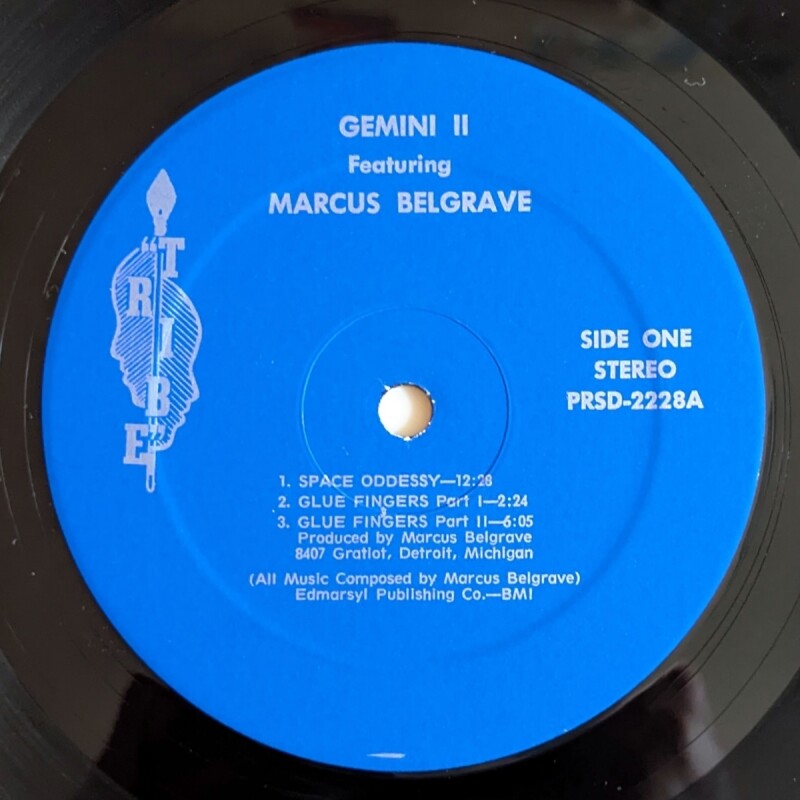 GEMINI II
Featuring
MARCUS BELGRAVE
"TRIBE"
SIDE ONE
STEREO
PRSD-2228A
1. SPACE ODDESSY—12:28
2. GLUE FINGERS Part I—2:24
3. GLUE FINGERS Part II—6:05
Produced by Marcus Belgrave
8407 Gratiot, Detroit, Michigan
(All Music Composed by Marcus Belgrave)
Edmarsyl Publishing Co.—BMI